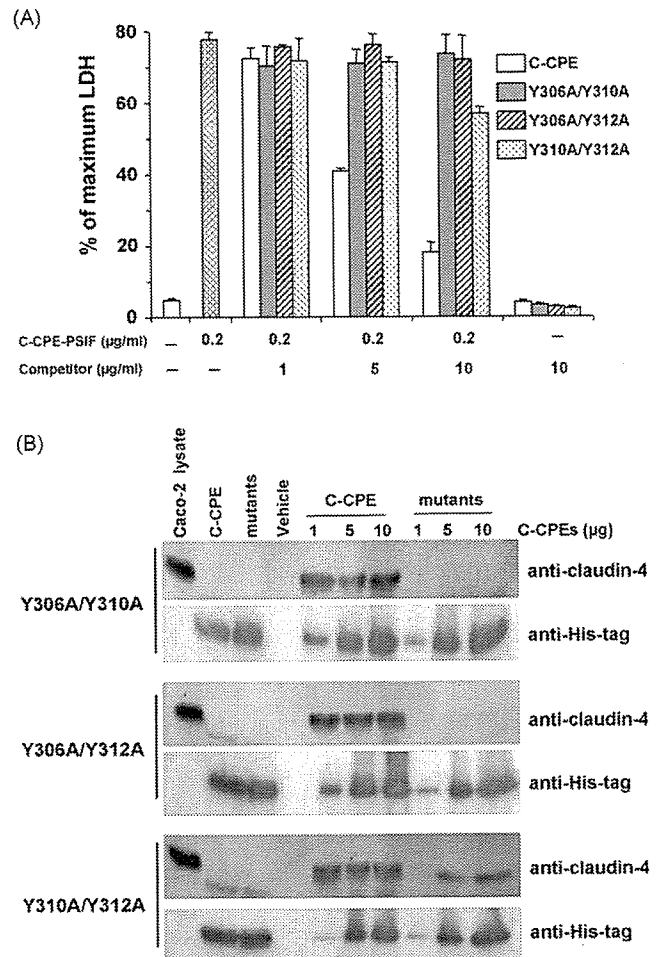 (A)
80
60
40
20
0
% of maximum LDH
C-CPE
Y306A/Y310A
Y306A/Y312A
Y310A/Y312A
C-CPE-PSIF (µg/ml) — 0.2 0.2 0.2 0.2 —
Competitor (µg/ml) — — 1 5 10 10
(B)
Caco-2 lysate
C-CPE
mutants
Vehicle
C-CPE mutants
1 5 10 1 5 10 C-CPEs (µg)
Y306A/Y310A
anti-claudin-4
anti-His-tag
Y306A/Y312A
anti-claudin-4
anti-His-tag
Y310A/Y312A
anti-claudin-4
anti-His-tag